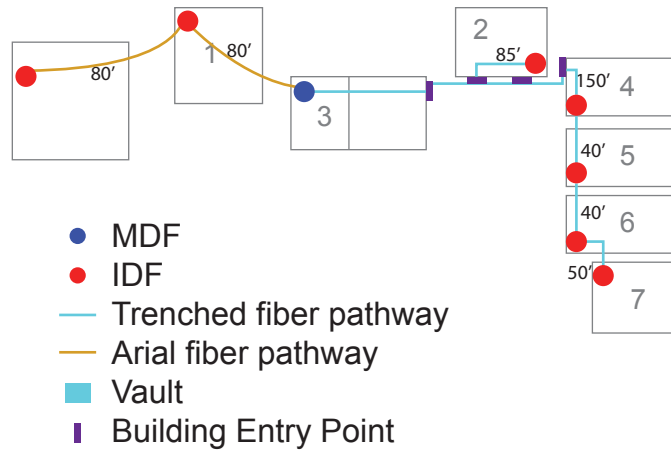 1
80’
80’
2
85’
3
150’
4
40’
5
40’
6
50’
7
MDF
IDF
Trenched fiber pathway
Arial fiber pathway
Vault
Building Entry Point